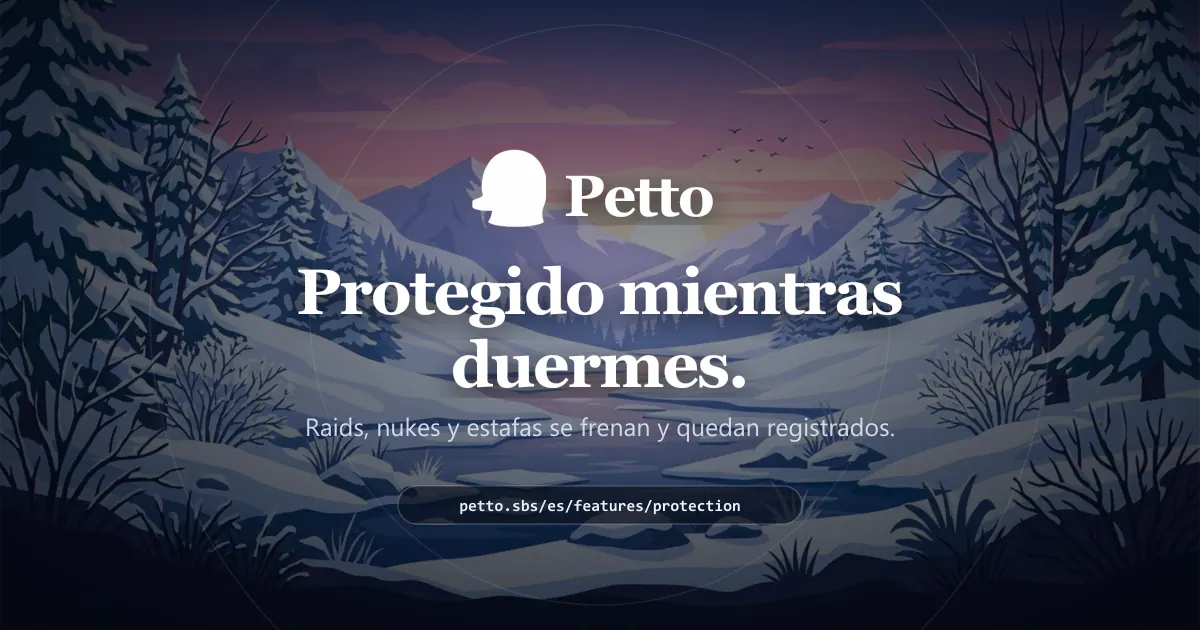 Petto
Protegido mientras
duermes.
Raids, nukes y estafas se frenan y quedan registrados.
petto.sbs/es/features/protection